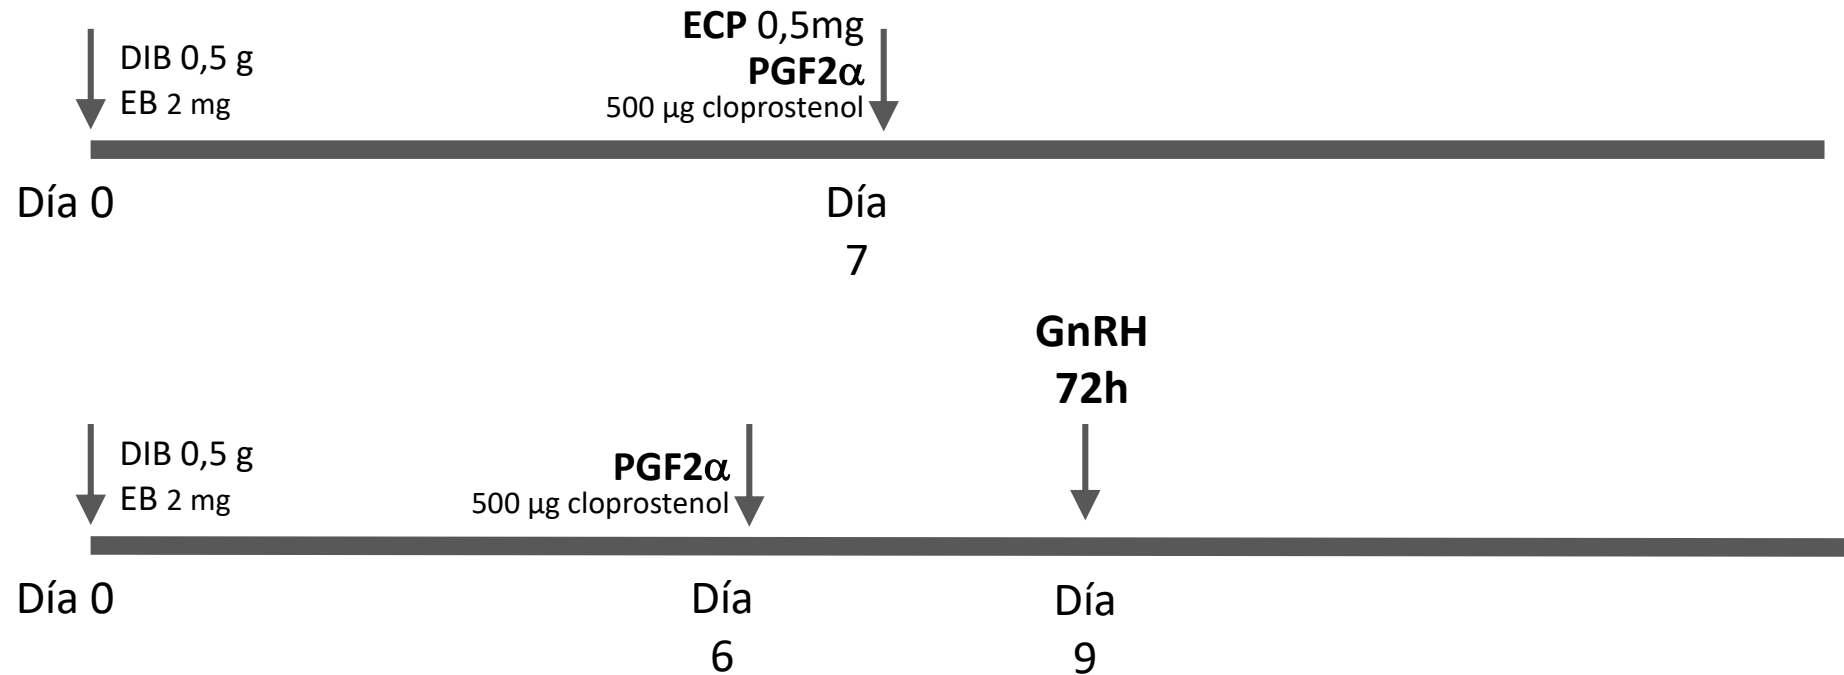 DIB 0,5 g
EB 2 mg
ECP 0,5mg
PGF2α
500 µg cloprostenol
Día 0
Día
7
GnRH
72h
DIB 0,5 g
EB 2 mg
PGF2α
500 µg cloprostenol
Día 0
Día
6
Día
9